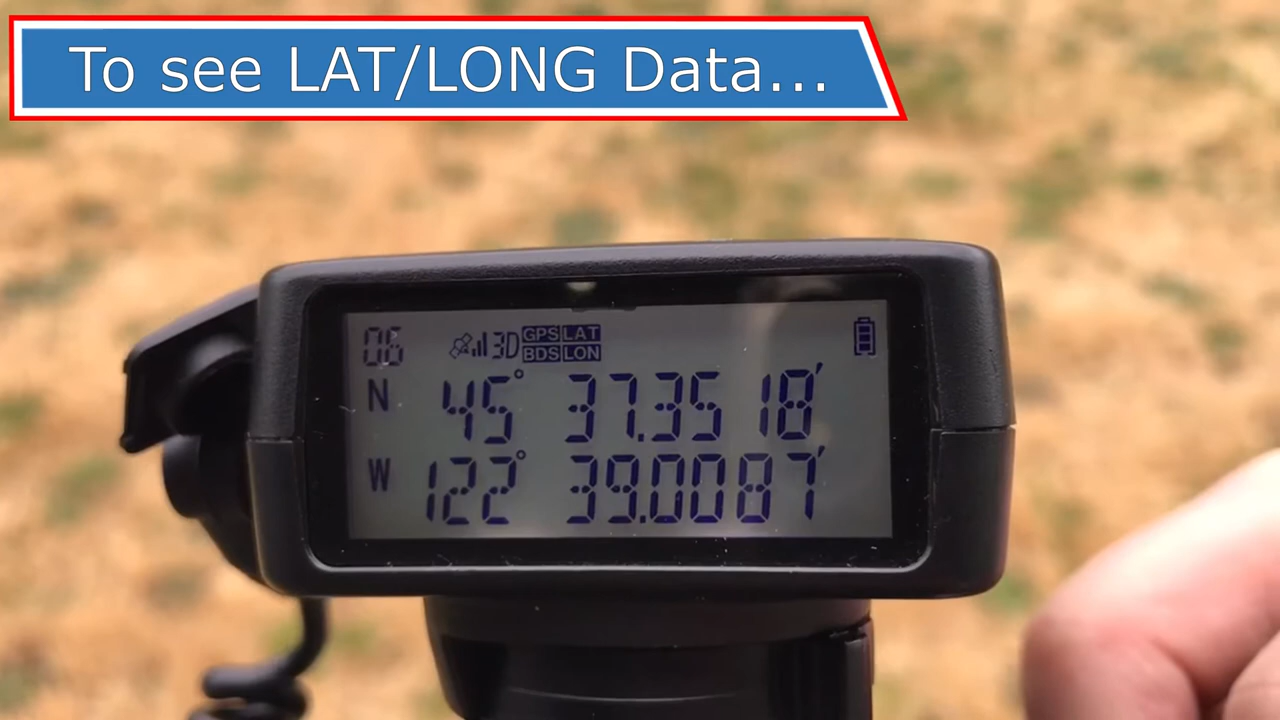 To see LAT/LONG Data...
06 3D GPS LAT
BDS LON
N 45° 37.3518'
W 122° 39.0087'